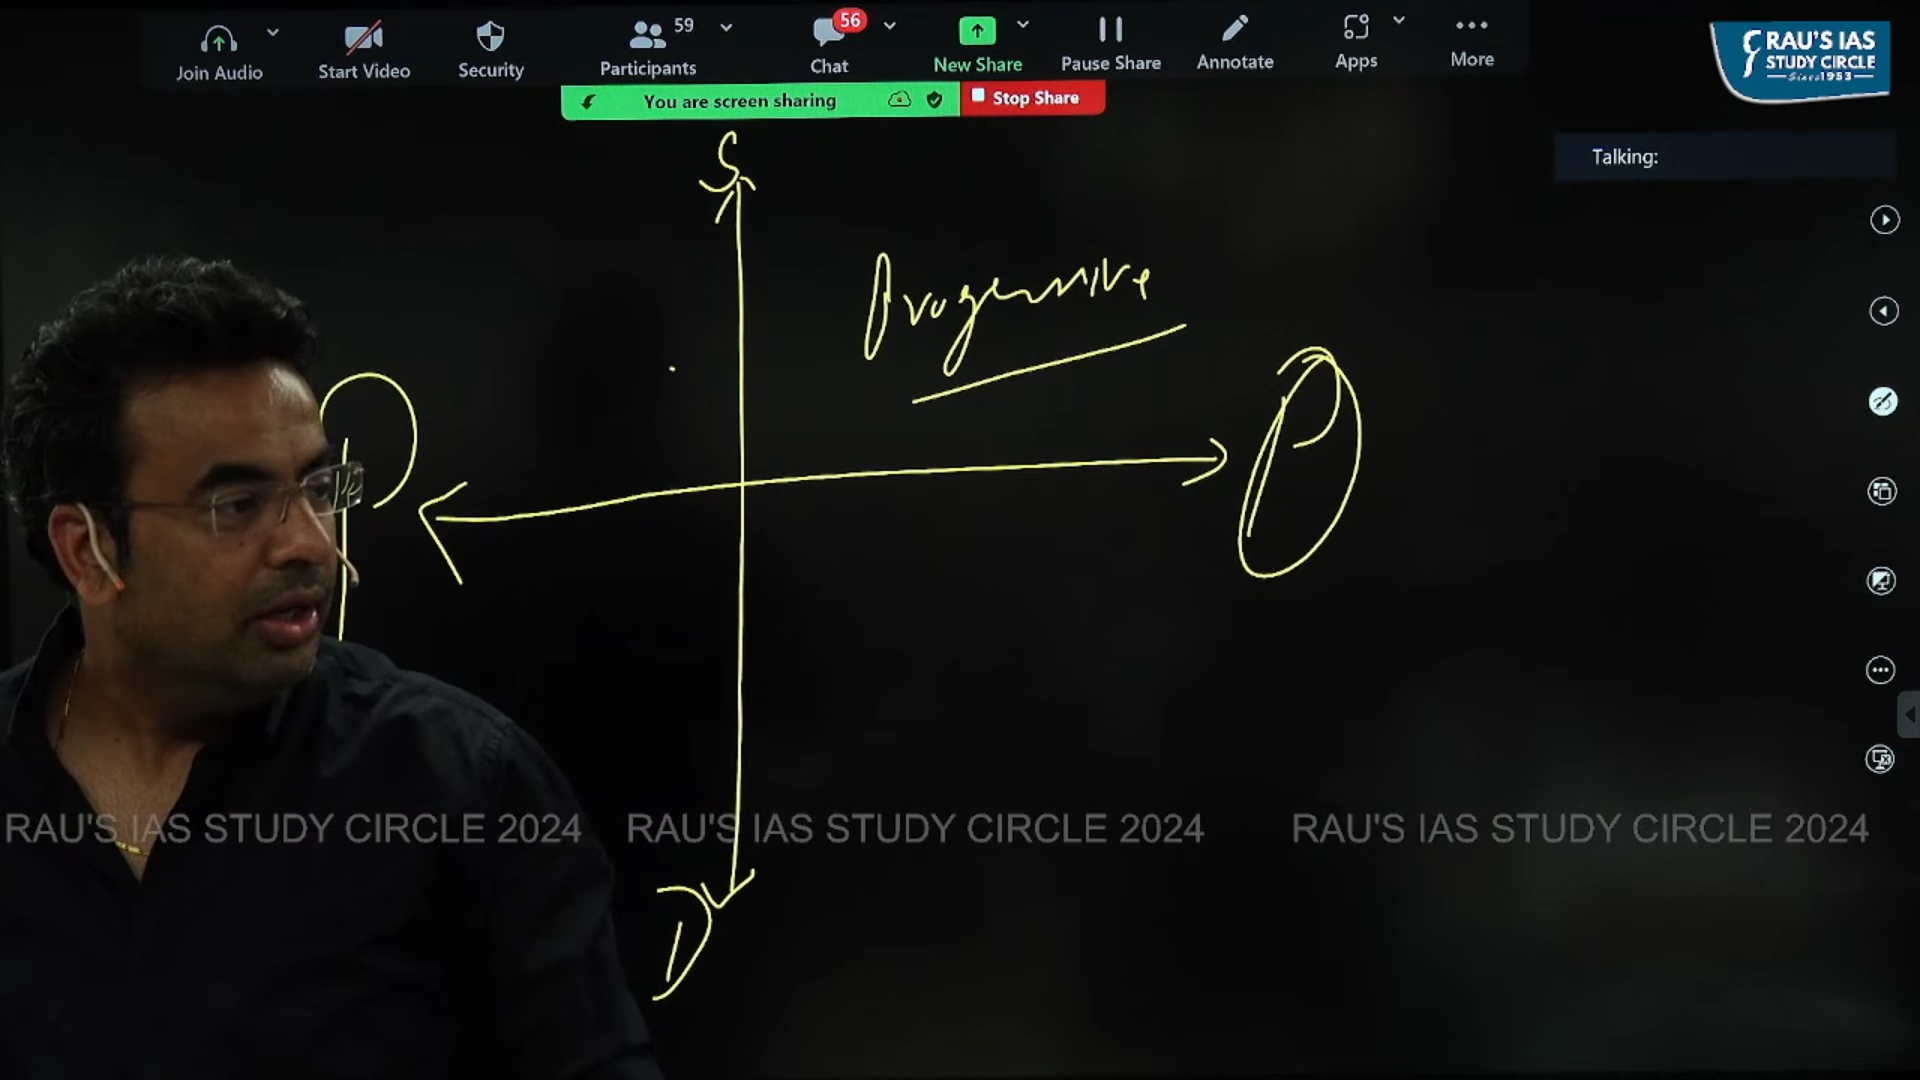 Join Audio
Start Video
Security
Participants 59
Chat 56
New Share
Pause Share
Annotate
Apps
More
RAU'S IAS
STUDY CIRCLE
Since 1953
You are screen sharing
Stop Share
Talking:
S
Progressive
P
P
RAU'S IAS STUDY CIRCLE 2024 RAU'S IAS STUDY CIRCLE 2024 RAU'S IAS STUDY CIRCLE 2024
D